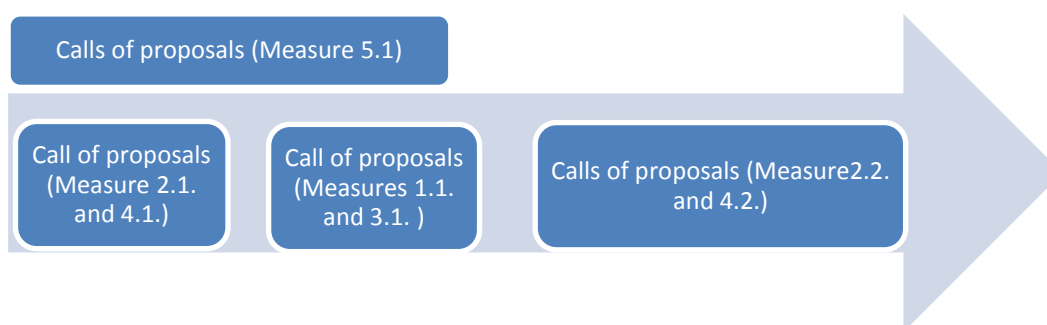 Calls of proposals (Measure 5.1)
Call of proposals
(Measure 2.1.
and 4.1.)
Call of proposals
(Measures 1.1.
and 3.1. )
Calls of proposals (Measure2.2.
and 4.2.)